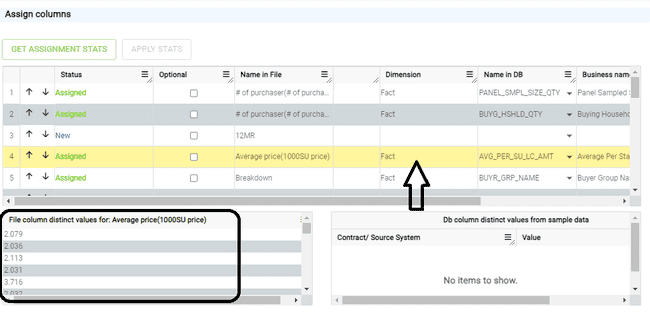 Assign columns
GET ASSIGNMENT STATS APPLY STATS
Status Optional Name in File Dimension Name in DB Business name
1 Assigned # of purchaser(# of purcha... Fact PANEL_SMPL_SIZE_QTY Panel Sampled
2 Assigned # of purchaser(# of purcha... Fact BUYG_HSHLD_QTY Buying Househo
3 New 12MR
4 Assigned Average price(1000SU price) Fact AVG_PER_SU_LC_AMT Average Per Sta
5 Assigned Breakdown Fact BUYR_GRP_NAME Buyer Group Na
File column distinct values for: Average price(1000SU price)
2.079
2.036
2.113
2.031
3.716
2.032
Db column distinct values from sample data
Contract/ Source System Value
No items to show.